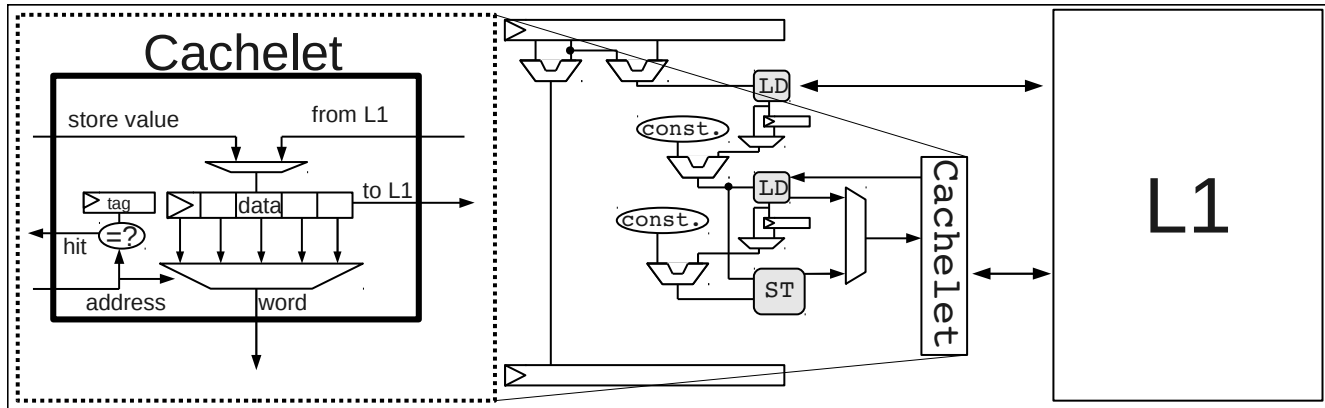 Cachelet
store value
from L1
tag
data
to L1
hit
=?
address
word
LD
const.
LD
const.
ST
Cachelet
L1